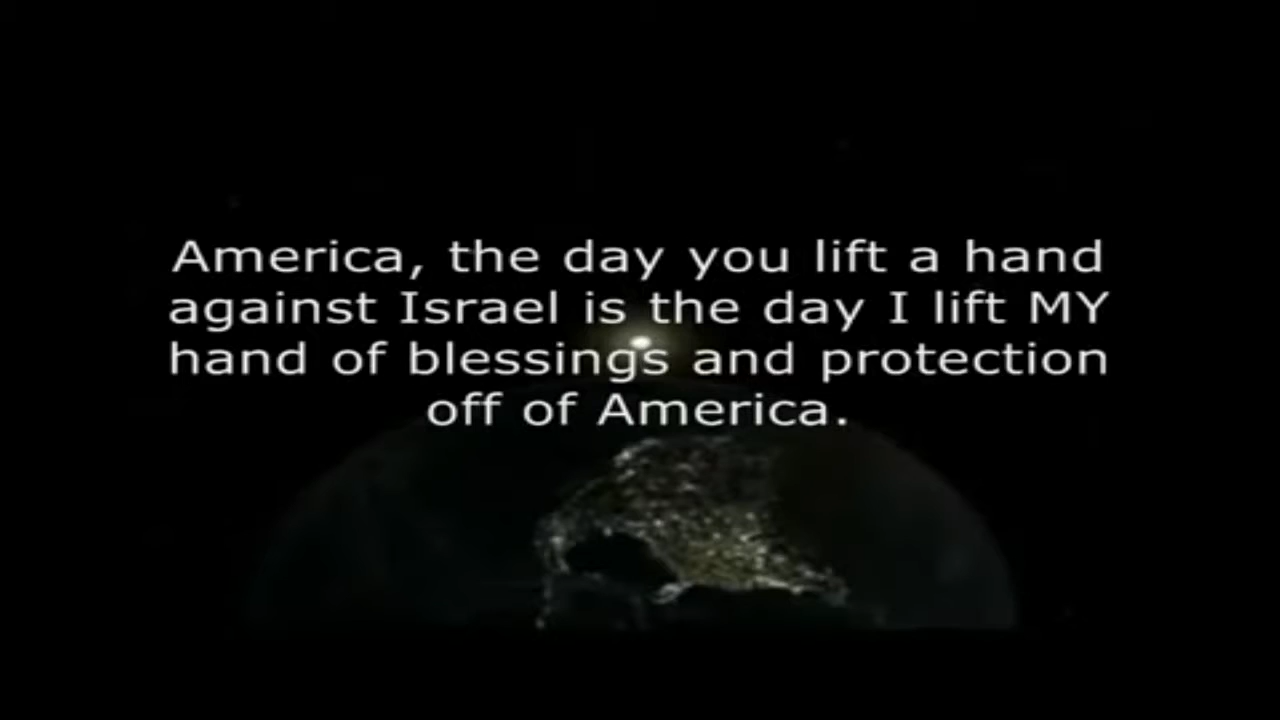 America, the day you lift a hand
against Israel is the day I lift MY
hand of blessings and protection
off of America.